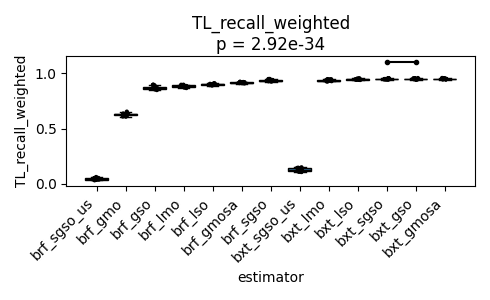 TL_recall_weighted
p = 2.92e-34
TL_recall_weighted
1.0
0.5
0.0
brf_sgso_us
brf_gmo
brf_gso
brf_lmo
brf_lso
brf_gmosa
brf_sgso
bxt_sgso_us
bxt_lmo
bxt_lso
bxt_sgso
bxt_gso
bxt_gmosa
estimator